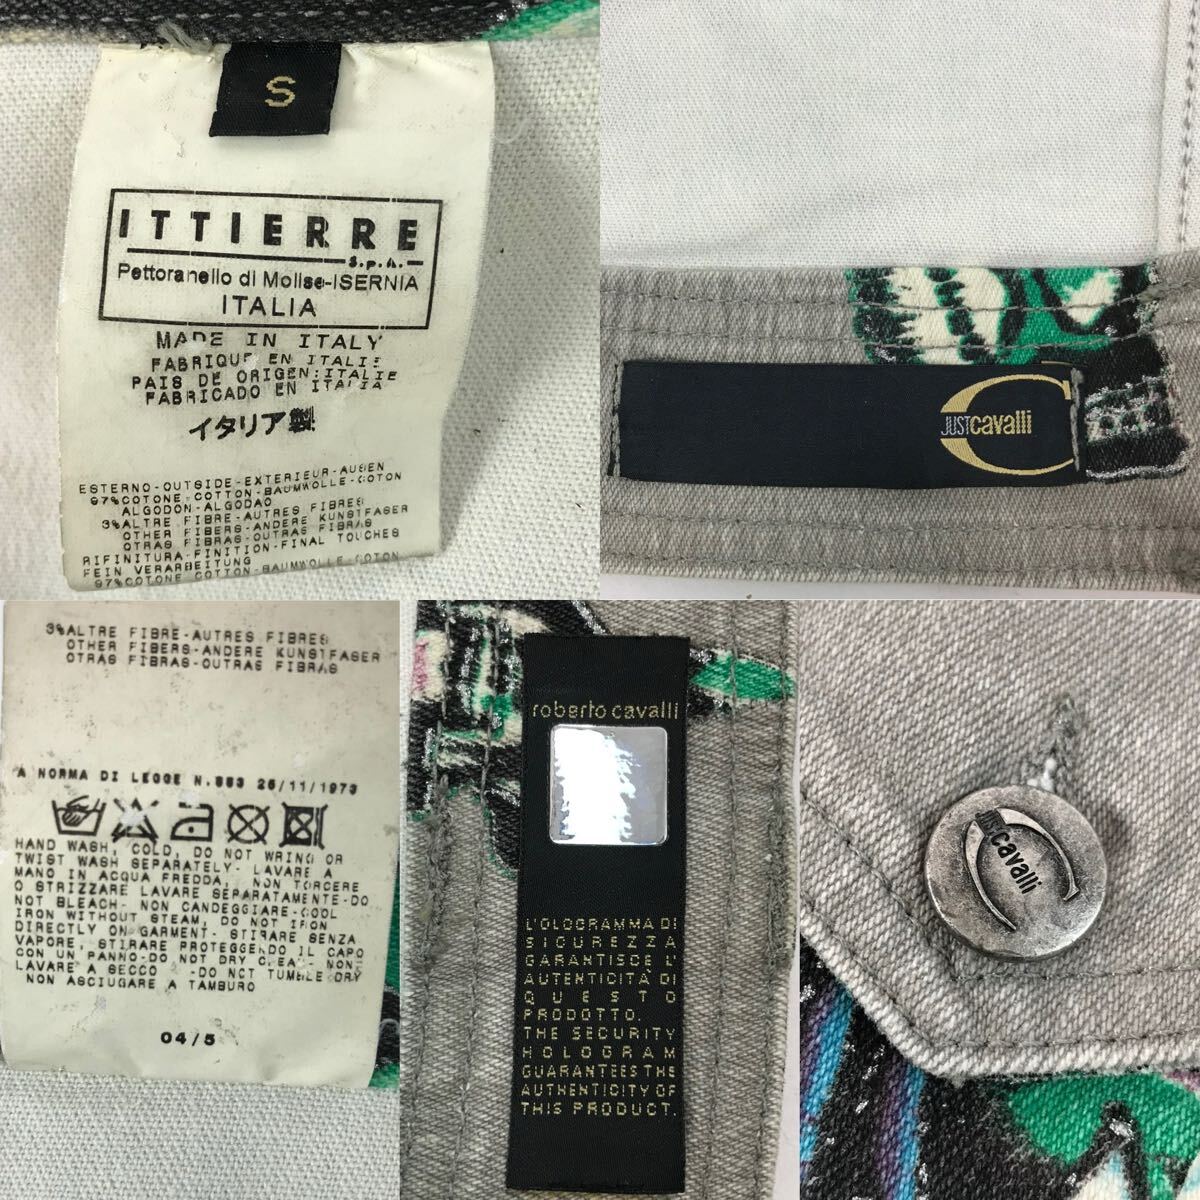 S
ITTIERRE
S.p.A.
Pettoranello di Molise-ISERNIA
ITALIA
MADE IN ITALY
FABRIQUE EN ITALIE
PAIS DE ORIGEN:ITALIE
FABRICADO EN ITALIA
イタリア製
ESTERNO-OUTSIDE-EXTERIEUR-AUSEN
97%COTONE-COTTON-BAUMWOLLE-COTON
ALGODON-ALGODAO
3%ALTRE FIBRE-AUTRES FIBRES
OTHER FIBERS-ANDERE KUNSTFASER
OTRAS FIBRAS-OUTRAS FIBRAS
RIFINITURA-FINITION-FINAL TOUCHES
FEIN VERARBEITUNG
97%COTONE-COTTON-BAUMWOLLE-COTON
JUSTcavalli
3%ALTRE FIBRE-AUTRES FIBRES
OTHER FIBERS-ANDERE KUNSTFASER
OTRAS FIBRAS-OUTRAS FIBRAS
A NORMA DI LEGGE N.883 26/11/1973
HAND WASH, COLD, DO NOT WRING OR
TWIST WASH SEPARATELY- LAVARE A
MANO IN ACQUA FREDDA, NON TORCERE
O STRIZZARE LAVARE SEPARATAMENTE-DO
NOT BLEACH- NON CANDEGGIARE-COOL
IRON WITHOUT STEAM, DO NOT IRON
DIRECTLY ON GARMENT- STIRARE SENZA
VAPORE, STIRARE PROTEGGENDO IL CAPO
CON UN PANNO-DO NOT DRY CLEAN- NON
LAVARE A SECCO -DO NOT TUMBLE DRY
NON ASCIUGARE A TAMBURO
04/5
roberto cavalli
L'OLOGRAMMA DI
SICUREZZA
GARANTISCE L'
AUTENTICITÀ DI
QUESTO
PRODOTTO.
THE SECURITY
HOLOGRAM
GUARANTEES THE
AUTHENTICITY OF
THIS PRODUCT.
JUST cavalli